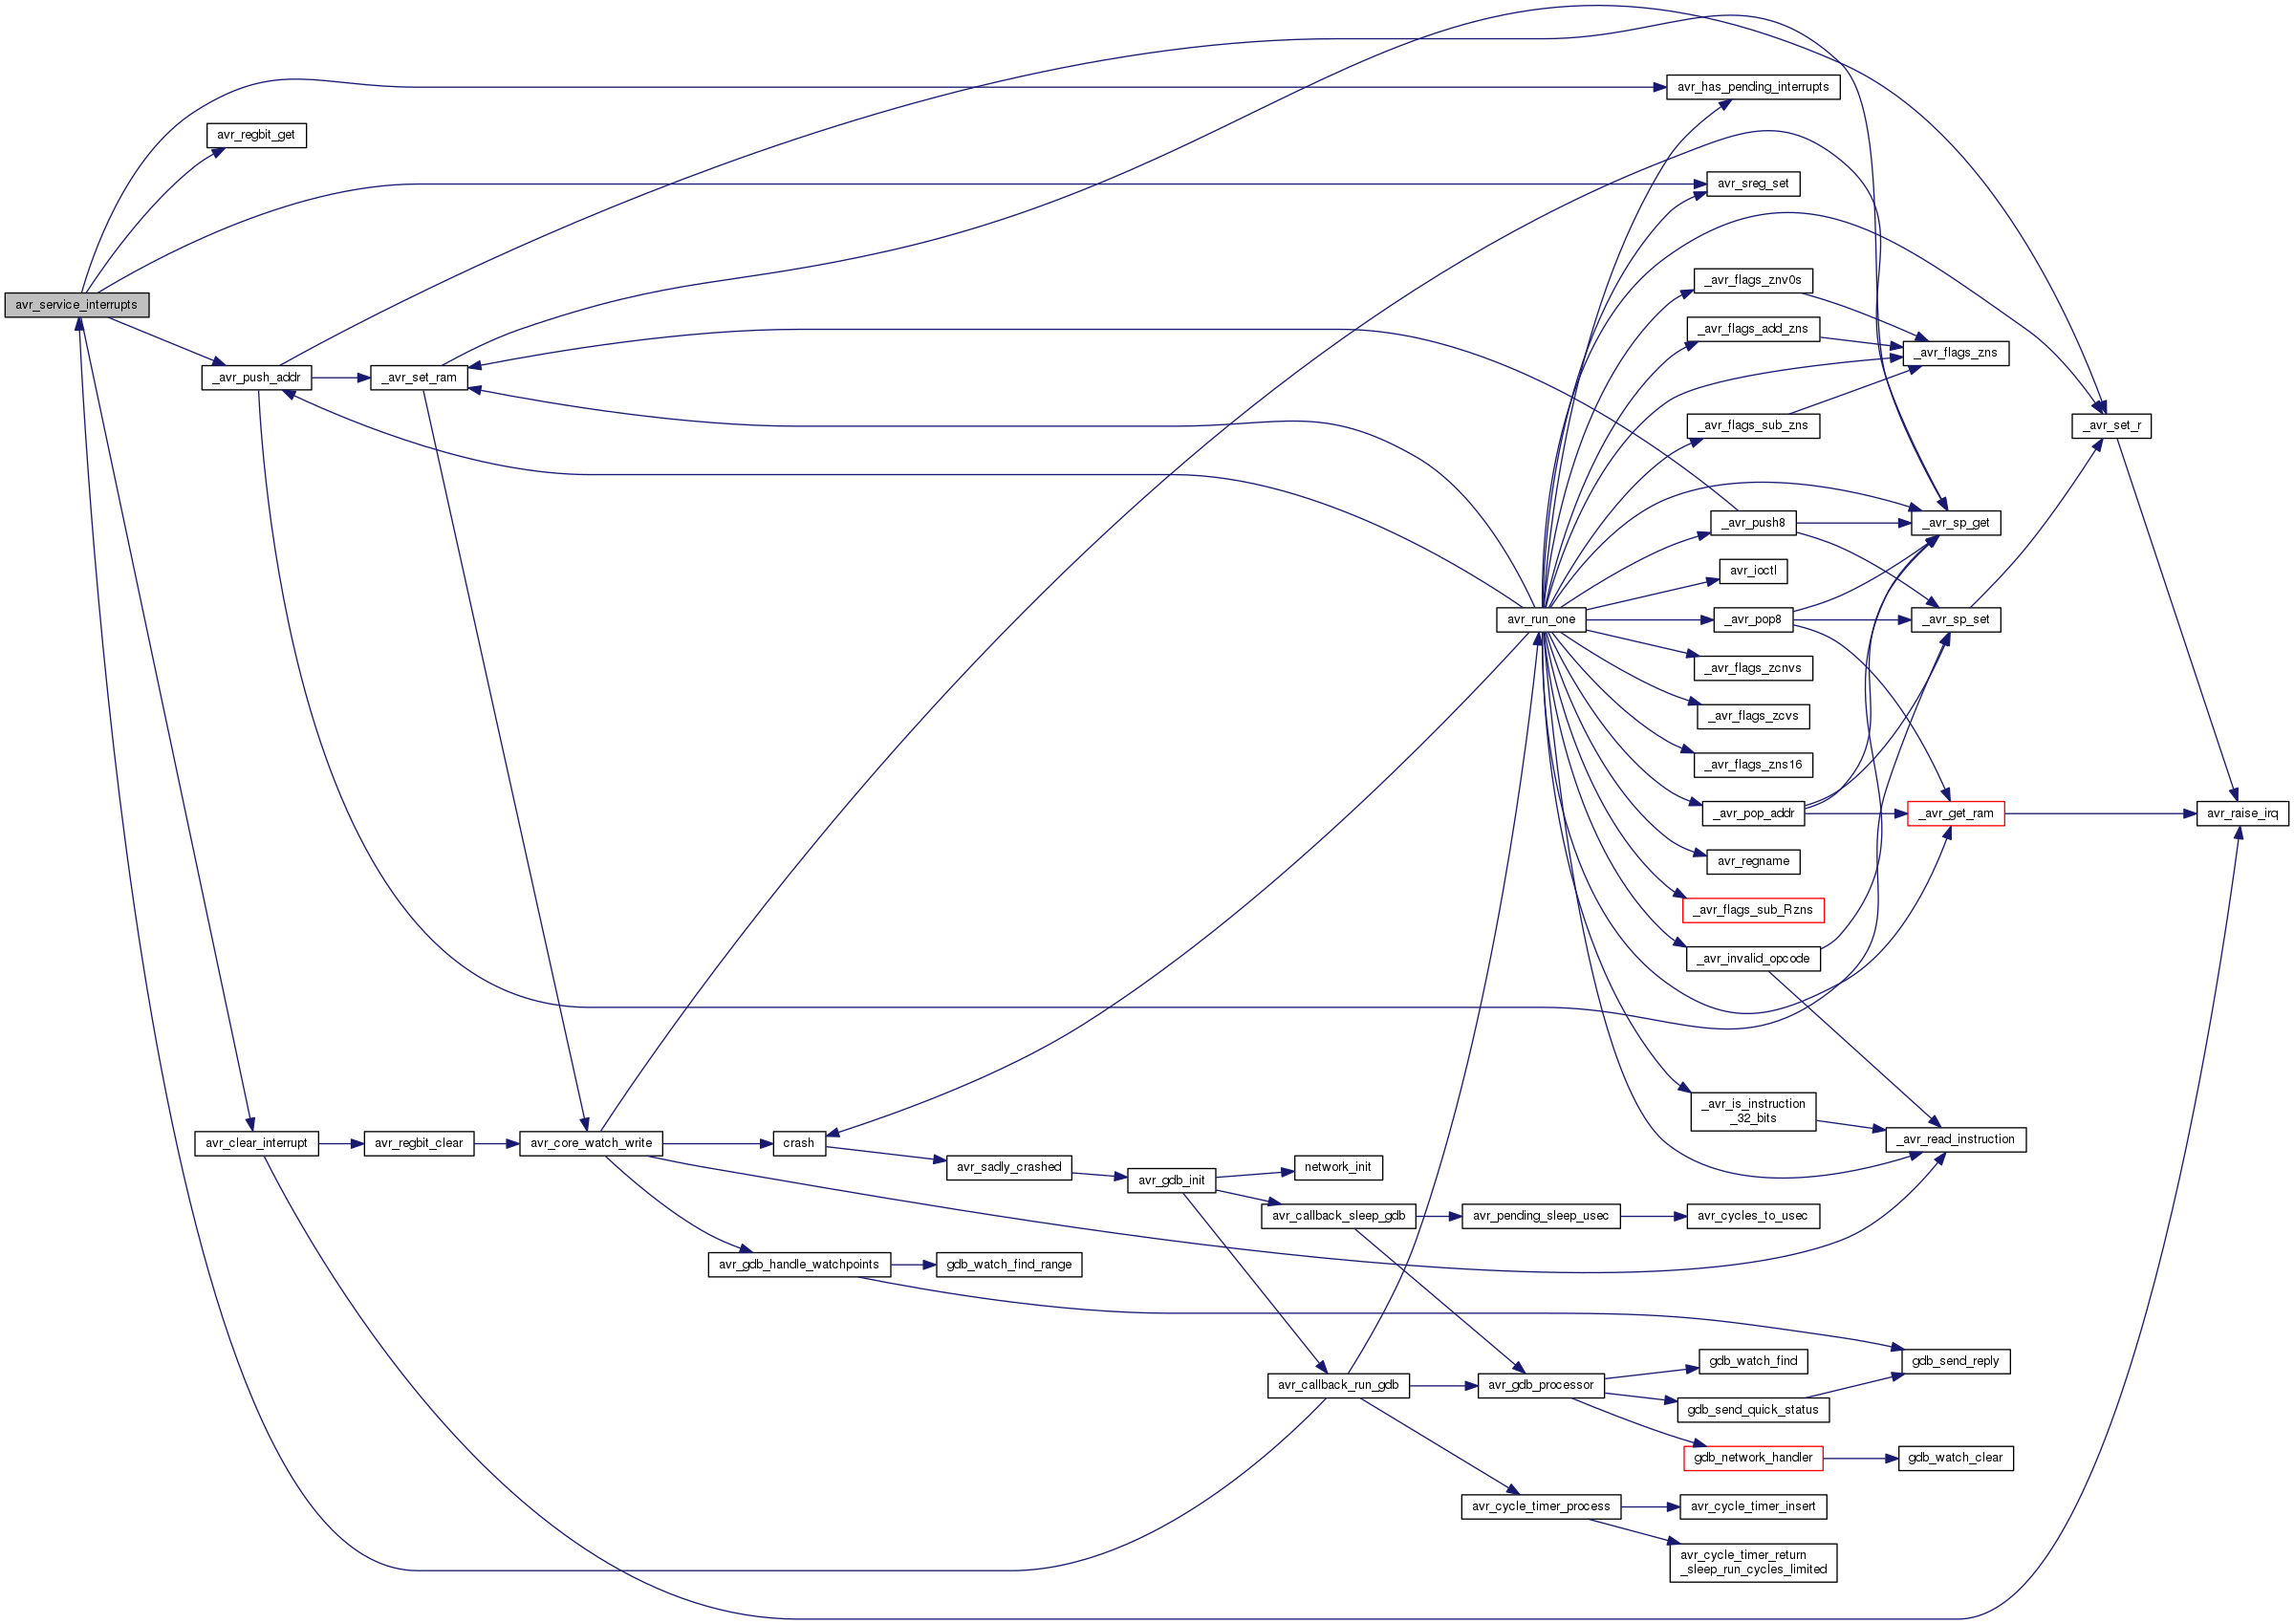 avr_has_pending_interrupts
avr_regbit_get
avr_sreg_set
_avr_flags_znv0s
avr_service_interrupts
_avr_flags_add_zns
_avr_flags_zns
_avr_push_addr
_avr_set_ram
_avr_flags_sub_zns
_avr_set_r
_avr_push8
_avr_sp_get
avr_ioctl
avr_run_one
_avr_pop8
_avr_sp_set
_avr_flags_zcnvs
_avr_flags_zcvs
_avr_flags_zns16
_avr_pop_addr
_avr_get_ram
avr_raise_irq
avr_regname
_avr_flags_sub_Rzns
_avr_invalid_opcode
_avr_is_instruction
_32_bits
avr_clear_interrupt
avr_regbit_clear
avr_core_watch_write
crash
_avr_read_instruction
avr_sadly_crashed
network_init
avr_gdb_init
avr_callback_sleep_gdb
avr_pending_sleep_usec
avr_cycles_to_usec
avr_gdb_handle_watchpoints
gdb_watch_find_range
gdb_watch_find
gdb_send_reply
avr_callback_run_gdb
avr_gdb_processor
gdb_send_quick_status
gdb_network_handler
gdb_watch_clear
avr_cycle_timer_process
avr_cycle_timer_insert
avr_cycle_timer_return
_sleep_run_cycles_limited